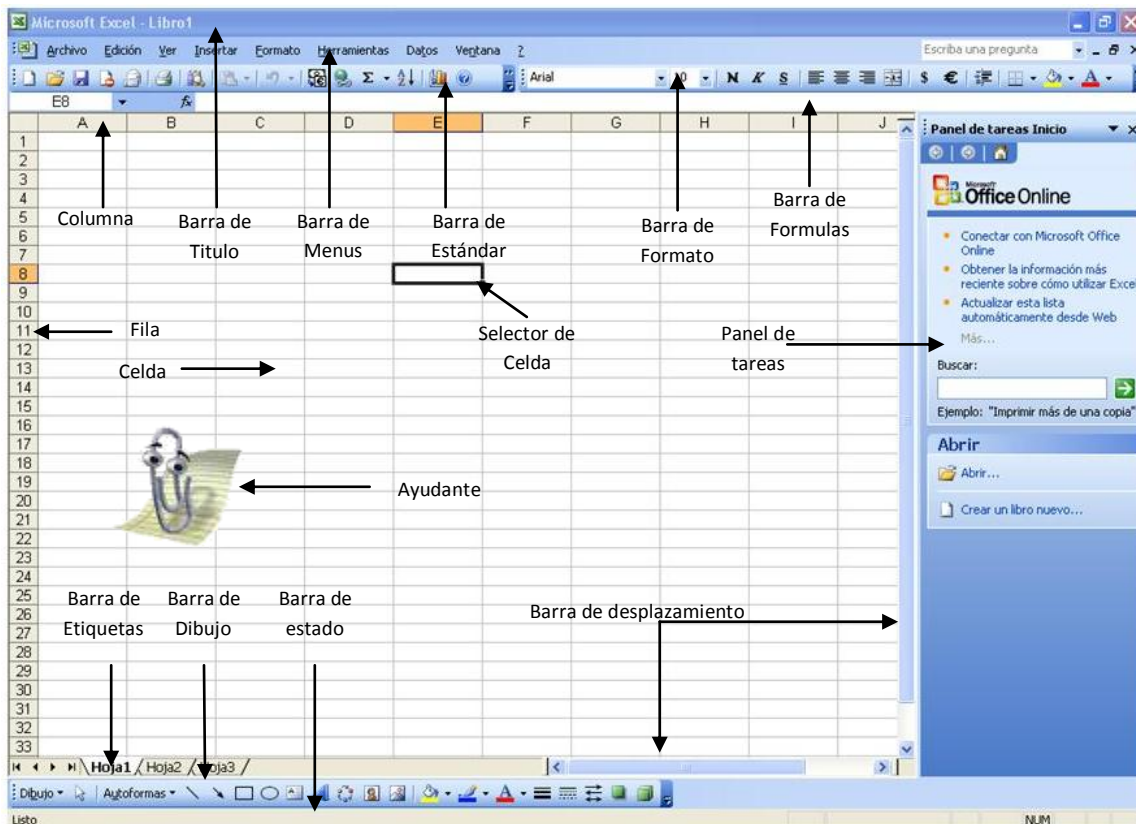 Microsoft Excel - Libro1
Archivo Edición Ver Insertar Formato Herramientas Datos Ventana ?
Escriba una pregunta
Arial
10
N K S
$ €
E8
fx
A B C D E F G H I J
Panel de tareas Inicio
1
2
3
4
5
6
7
8
9
10
11
12
13
14
15
16
17
18
19
20
21
22
23
24
25
26
27
28
29
30
31
32
33
Columna
Barra de
Titulo
Barra de
Menus
Barra de
Estándar
Barra de
Formato
Barra de
Formulas
Fila
Celda
Selector de
Celda
Panel de
tareas
Ayudante
Barra de
Etiquetas
Barra de
Dibujo
Barra de
estado
Barra de desplazamiento
Microsoft
Office Online
Conectar con Microsoft Office
Online
Obtener la información más
reciente sobre cómo utilizar Excel
Actualizar esta lista
automáticamente desde Web
Más...
Buscar:
Ejemplo: "Imprimir más de una copia"
Abrir
Abrir...
Crear un libro nuevo...
Hoja1 Hoja2 Hoja3
Dibujo Autoformas
Listo
NUM